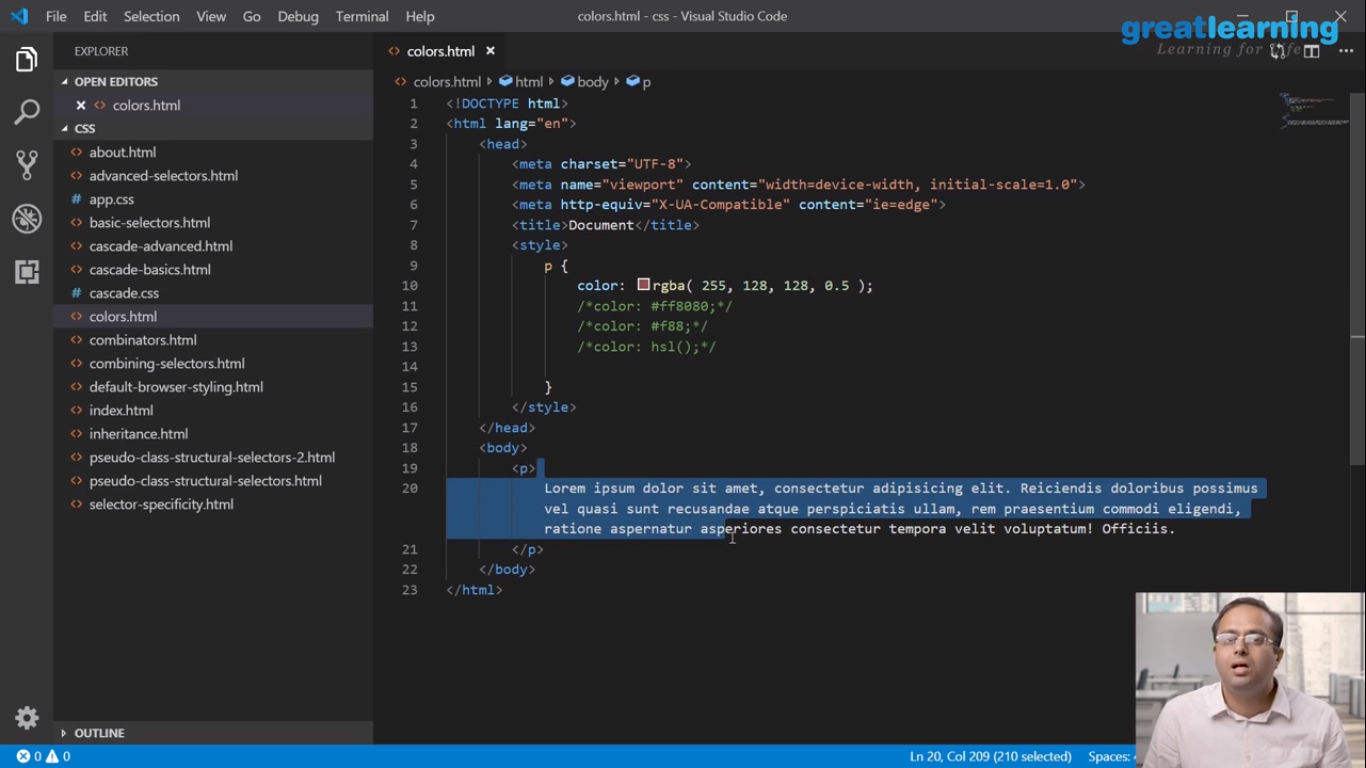 File Edit Selection View Go Debug Terminal Help colors.html - css - Visual Studio Code
greatlearning
Learning for Life
EXPLORER
OPEN EDITORS
colors.html
CSS
about.html
advanced-selectors.html
app.css
basic-selectors.html
cascade-advanced.html
cascade-basics.html
cascade.css
colors.html
combinators.html
combining-selectors.html
default-browser-styling.html
index.html
inheritance.html
pseudo-class-structural-selectors-2.html
pseudo-class-structural-selectors.html
selector-specificity.html
OUTLINE
colors.html
colors.html html body p
1 <!DOCTYPE html>
2 <html lang="en">
3 <head>
4 <meta charset="UTF-8">
5 <meta name="viewport" content="width=device-width, initial-scale=1.0">
6 <meta http-equiv="X-UA-Compatible" content="ie=edge">
7 <title>Document</title>
8 <style>
9 p {
10 color: rgba( 255, 128, 128, 0.5 );
11 /*color: #ff8080;*/
12 /*color: #f88;*/
13 /*color: hsl();*/
14
15 }
16 </style>
17 </head>
18 <body>
19 <p>
20 Lorem ipsum dolor sit amet, consectetur adipisicing elit. Reiciendis doloribus possimus
vel quasi sunt recusandae atque perspiciatis ullam, rem praesentium commodi eligendi,
ratione aspernatur asperiores consectetur tempora velit voluptatum! Officiis.
21 </p>
22 </body>
23 </html>
0 0 Ln 20, Col 209 (210 selected) Spaces: